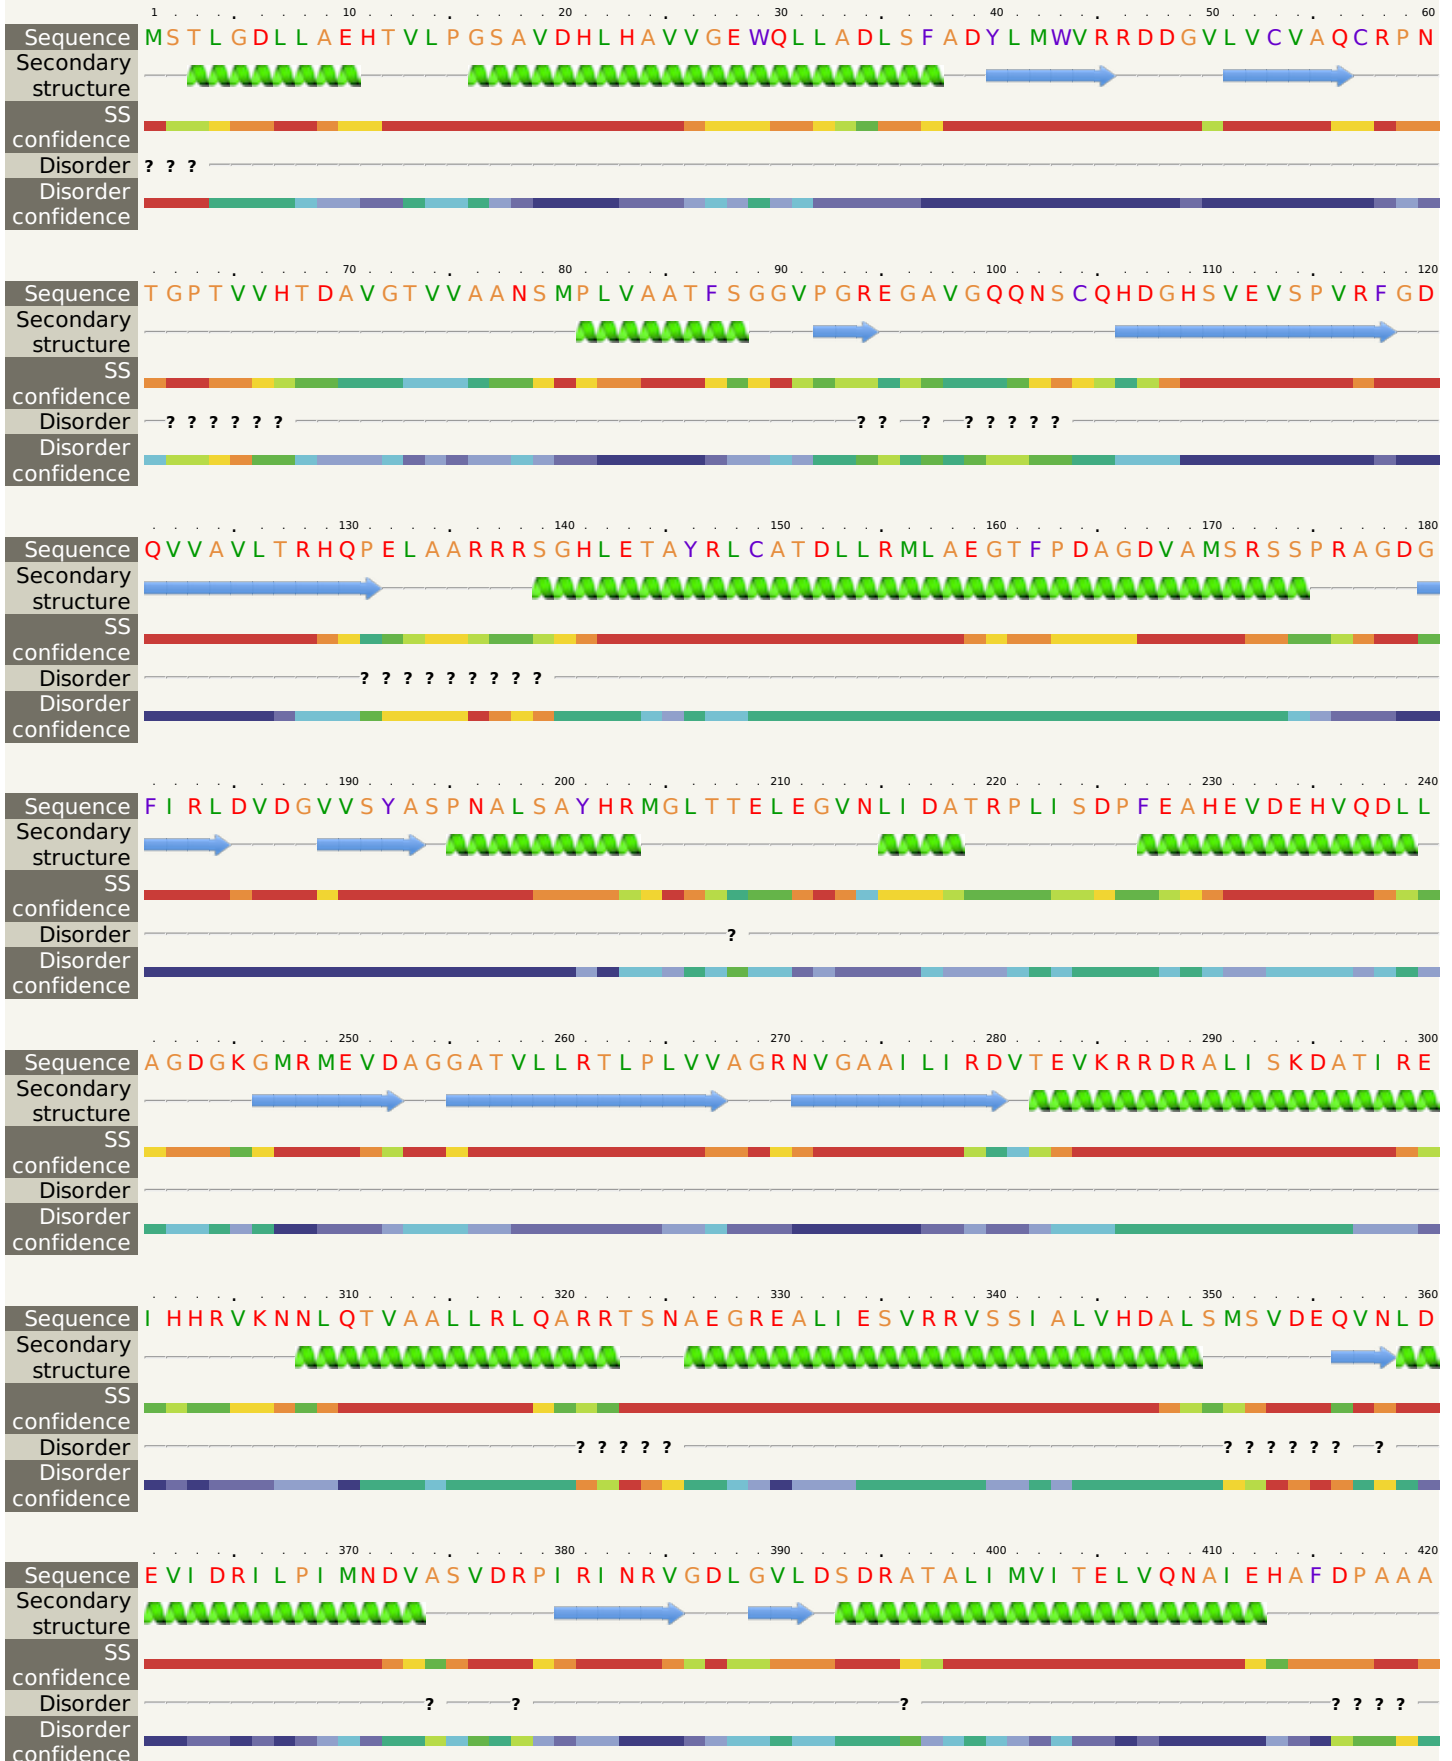 1 10 20 30 40 50 60
Sequence MSTLGDLLAEHTVLPGSAVDHLHAVVGEWQLLADLSFADYLMWVRRDDGVLVCVAQCRPN
Secondary
structure
SS
confidence
Disorder ? ? ?
Disorder
confidence
70 80 90 100 110 120
Sequence TGPTVVHTDAVGTVVAANSMPLVAATFSGGVPGREGAVGQQNSCQHDGHSVEVSPVRFGD
Secondary
structure
SS
confidence
Disorder ? ? ? ? ? ? ? ? ? ? ? ? ? ?
Disorder
confidence
130 140 150 160 170 180
Sequence QVVAVLTRHQPELAARRRSGHLETAYRLCATDLLRMLAEGTFPDAGDVAMSRSSPRAGDG
Secondary
structure
SS
confidence
Disorder ? ? ? ? ? ? ? ? ?
Disorder
confidence
190 200 210 220 230 240
Sequence FIRLDVDGVVSYASPNALSAYHRMGLTTELEGVNLIDATRPLISDPFEAHEVDEHVQDLL
Secondary
structure
SS
confidence
Disorder ?
Disorder
confidence
250 260 270 280 290 300
Sequence AGDGKGMRMEVDAGGATVLLRTLPLVVAGRNVGAAILIRDVTEVKRRDRALISKDATIRE
Secondary
structure
SS
confidence
Disorder
Disorder
confidence
310 320 330 340 350 360
Sequence IHHRVKNNLQTVAALLRLQARRTSNAEGREALIESVRRVSSIALVHDALSMSVDEQVNLD
Secondary
structure
SS
confidence
Disorder ? ? ? ? ? ? ? ? ? ? ? ?
Disorder
confidence
370 380 390 400 410 420
Sequence EVIDRILPIMNDVASVDRPIRINRVGDLGVLDSDRATALIMVITELVQNAIEHAFDPAAA
Secondary
structure
SS
confidence
Disorder ? ? ? ? ? ? ?
Disorder
confidence